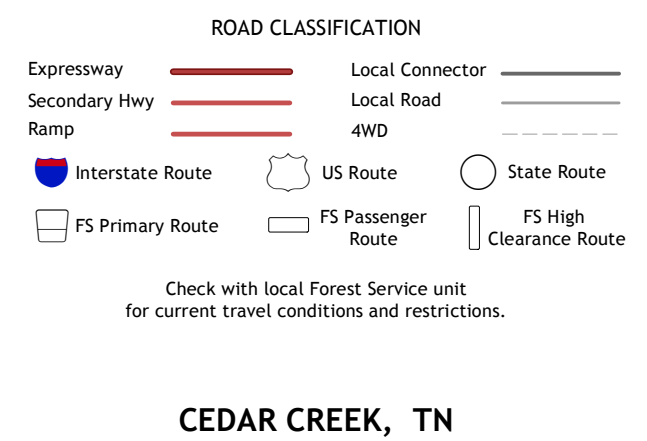 ROAD CLASSIFICATION
Expressway
Local Connector
Secondary Hwy
Local Road
Ramp
4WD
Interstate Route
US Route
State Route
FS Primary Route
FS Passenger
Route
FS High
Clearance Route
Check with local Forest Service unit
for current travel conditions and restrictions.
CEDAR CREEK, TN